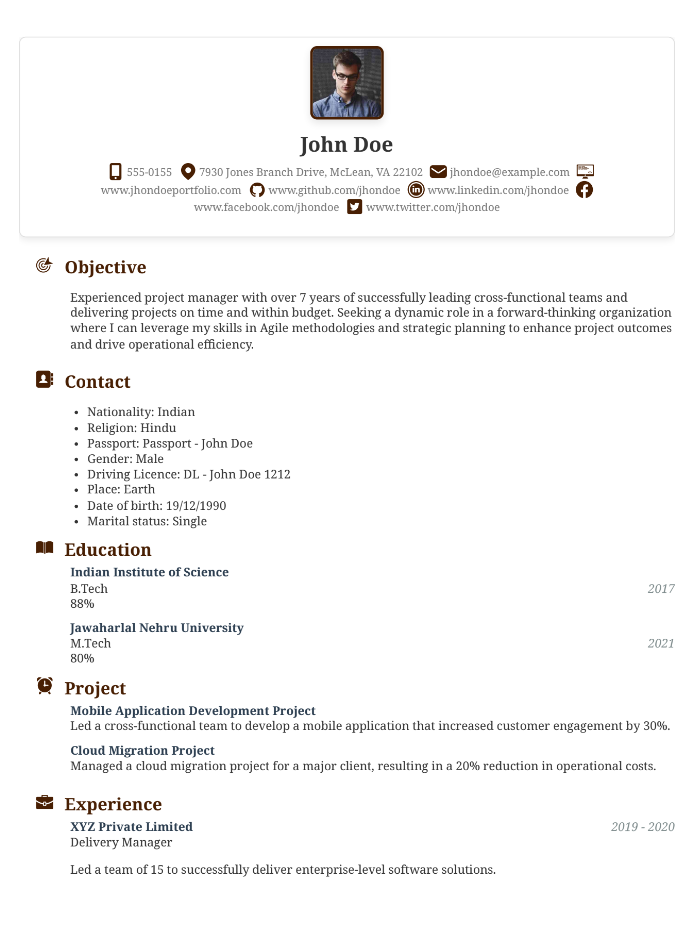 John Doe
555-0155 7930 Jones Branch Drive, McLean, VA 22102 jhondoe@example.com
www.jhondoeportfolio.com www.github.com/jhondoe www.linkedin.com/jhondoe
www.facebook.com/jhondoe www.twitter.com/jhondoe
Objective
Experienced project manager with over 7 years of successfully leading cross-functional teams and
delivering projects on time and within budget. Seeking a dynamic role in a forward-thinking organization
where I can leverage my skills in Agile methodologies and strategic planning to enhance project outcomes
and drive operational efficiency.
Contact
• Nationality: Indian
• Religion: Hindu
• Passport: Passport - John Doe
• Gender: Male
• Driving Licence: DL - John Doe 1212
• Place: Earth
• Date of birth: 19/12/1990
• Marital status: Single
Education
Indian Institute of Science
B.Tech 2017
88%
Jawaharlal Nehru University
M.Tech 2021
80%
Project
Mobile Application Development Project
Led a cross-functional team to develop a mobile application that increased customer engagement by 30%.
Cloud Migration Project
Managed a cloud migration project for a major client, resulting in a 20% reduction in operational costs.
Experience
XYZ Private Limited 2019 - 2020
Delivery Manager
Led a team of 15 to successfully deliver enterprise-level software solutions.